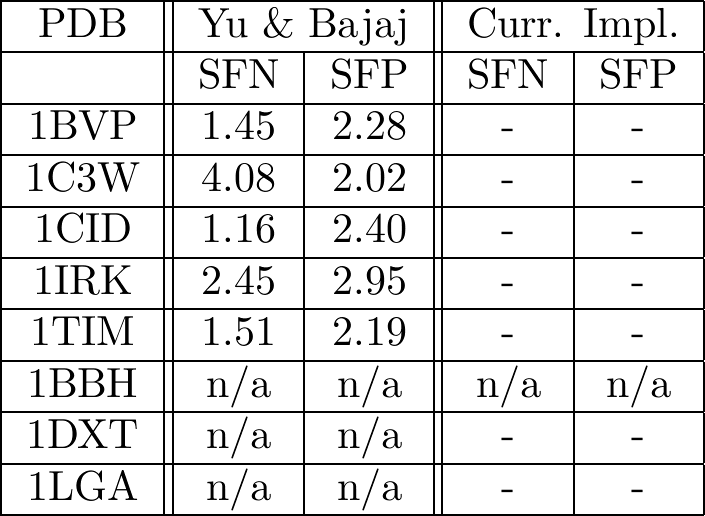 PDB Yu & Bajaj Curr. Impl.
SFN SFP SFN SFP
1BVP 1.45 2.28 - -
1C3W 4.08 2.02 - -
1CID 1.16 2.40 - -
1IRK 2.45 2.95 - -
1TIM 1.51 2.19 - -
1BBH n/a n/a n/a n/a
1DXT n/a n/a - -
1LGA n/a n/a - -